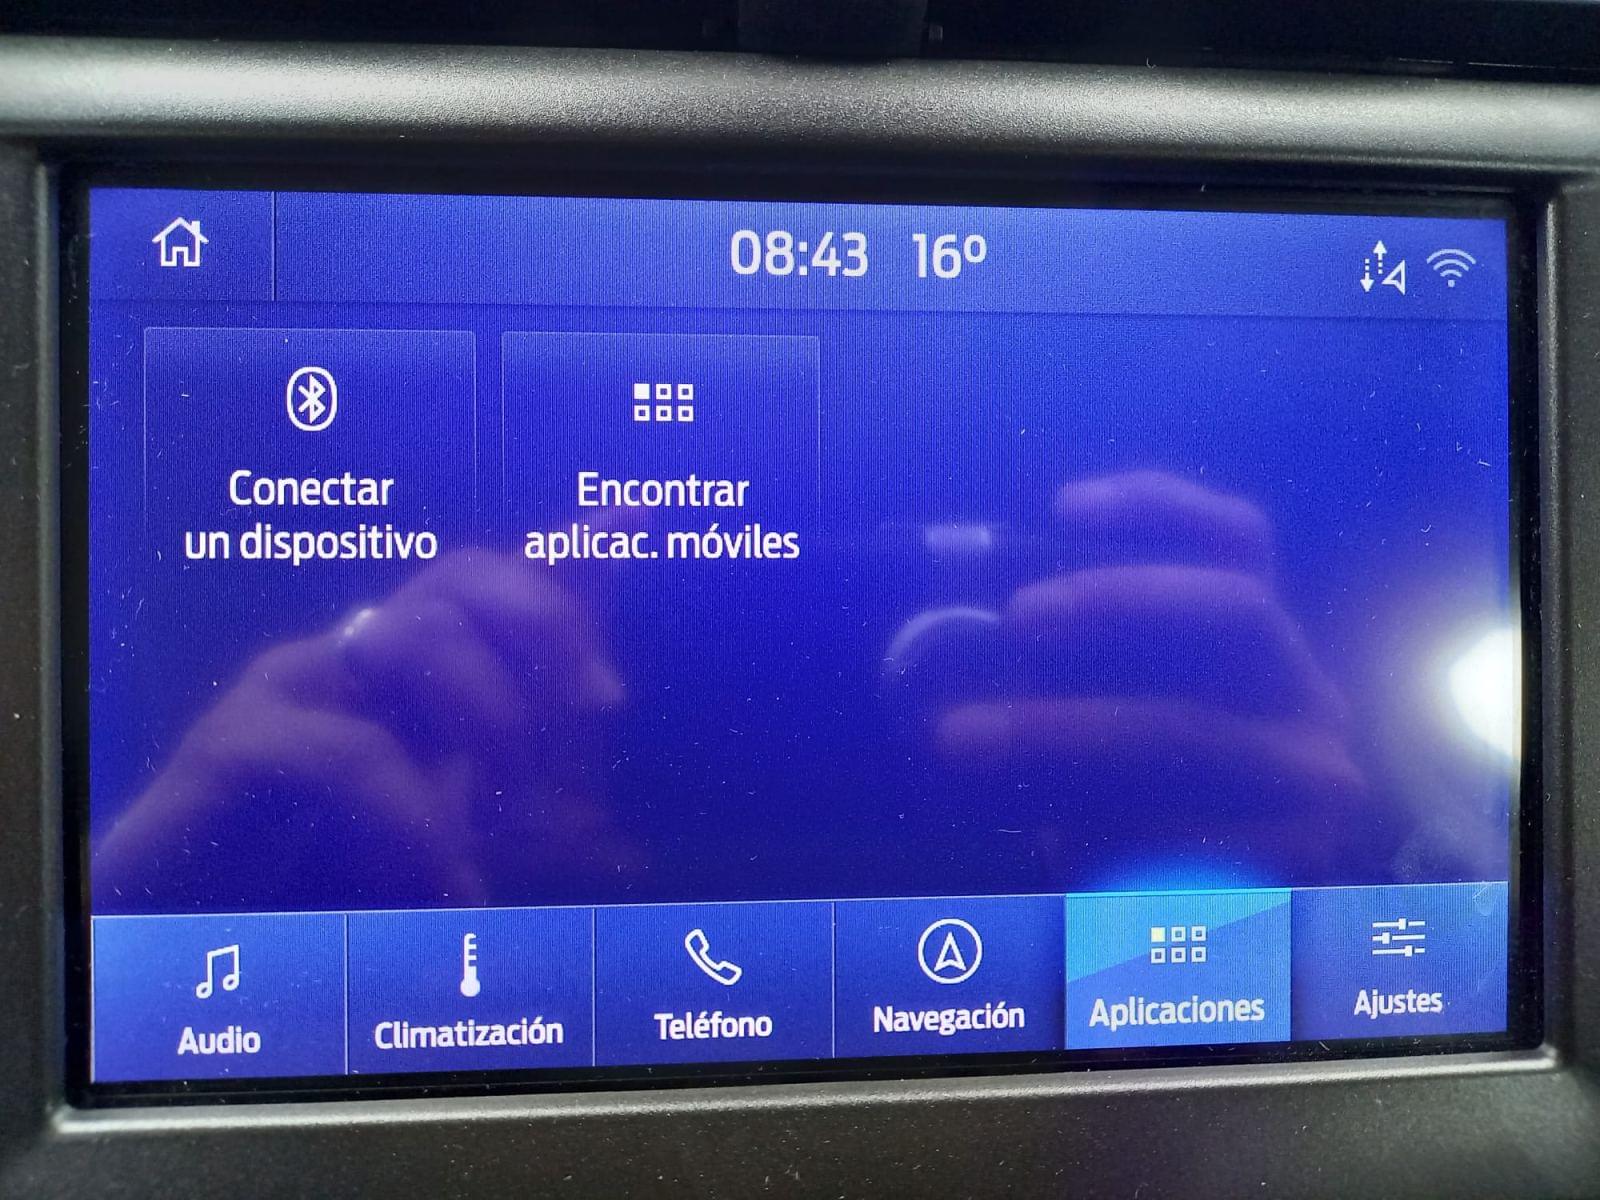 08:43 16º
Conectar
un dispositivo
Encontrar
aplicac. móviles
Audio
Climatización
Teléfono
Navegación
Aplicaciones
Ajustes